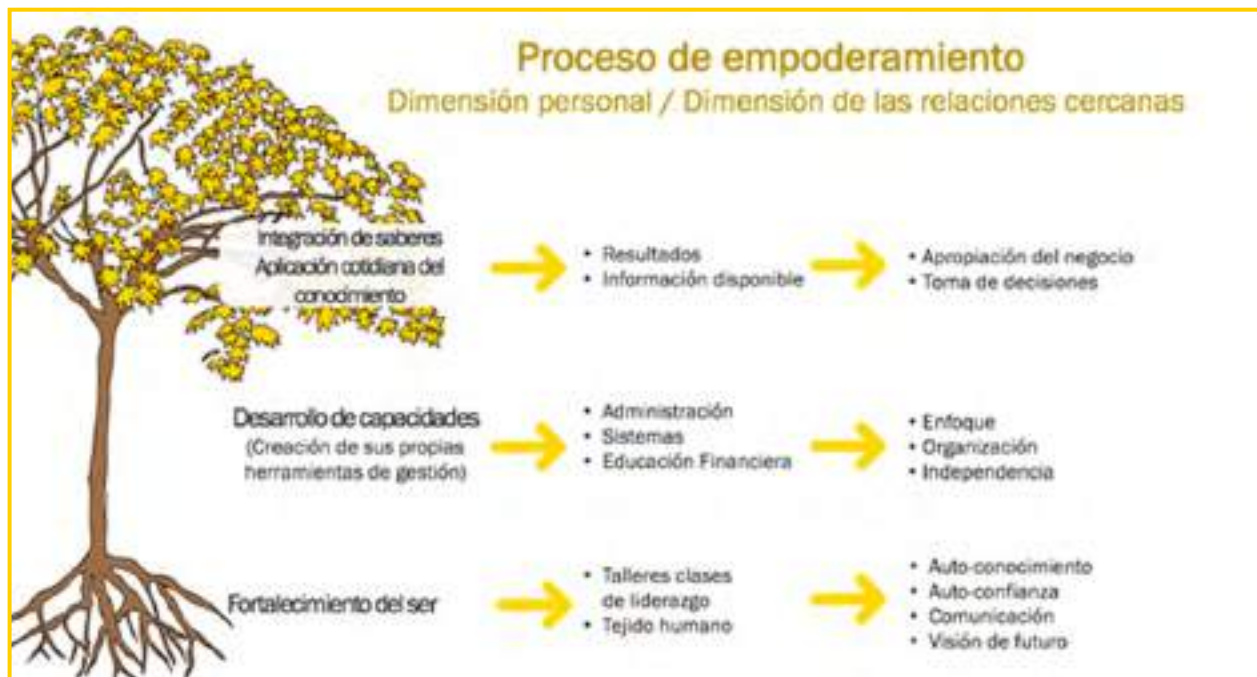 Proceso de empoderamiento
Dimensión personal / Dimensión de las relaciones cercanas
Integración de saberes
Aplicación cotidiana del
conocimiento
• Resultados
• Información disponible
• Apropiación del negocio
• Toma de decisiones
Desarrollo de capacidades
(Creación de sus propias
herramientas de gestión)
• Administración
• Sistemas
• Educación Financiera
• Enfoque
• Organización
• Independencia
Fortalecimiento del ser
• Talleres clases
de liderazgo
• Tejido humano
• Auto-conocimiento
• Auto-confianza
• Comunicación
• Visión de futuro